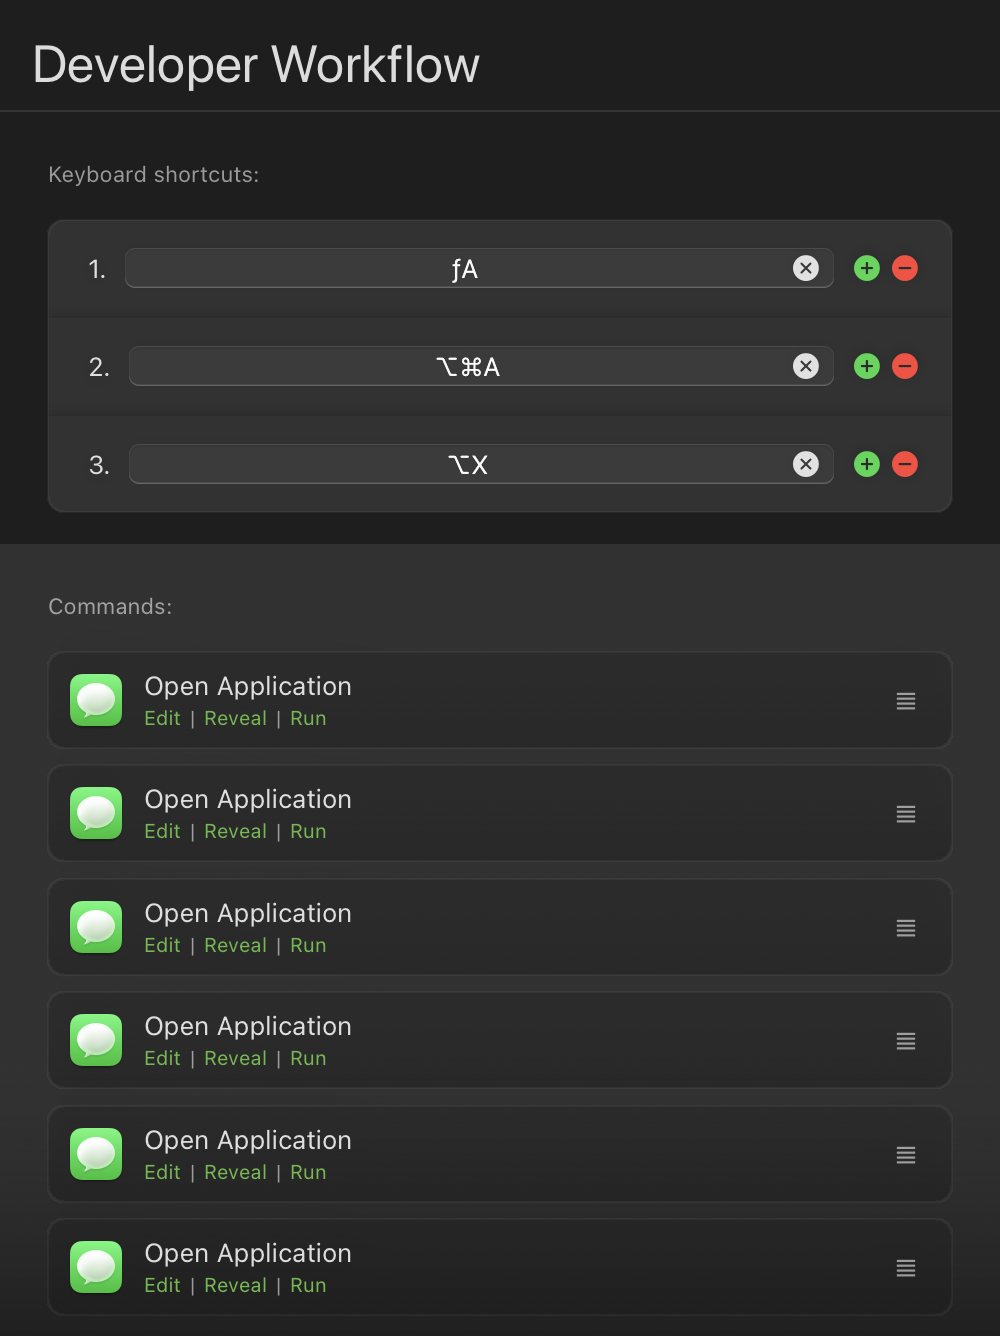 Developer Workflow
Keyboard shortcuts:
1. ƒA
2. ⌥⌘A
3. ⌥X
Commands:
Open Application
Edit | Reveal | Run
Open Application
Edit | Reveal | Run
Open Application
Edit | Reveal | Run
Open Application
Edit | Reveal | Run
Open Application
Edit | Reveal | Run
Open Application
Edit | Reveal | Run